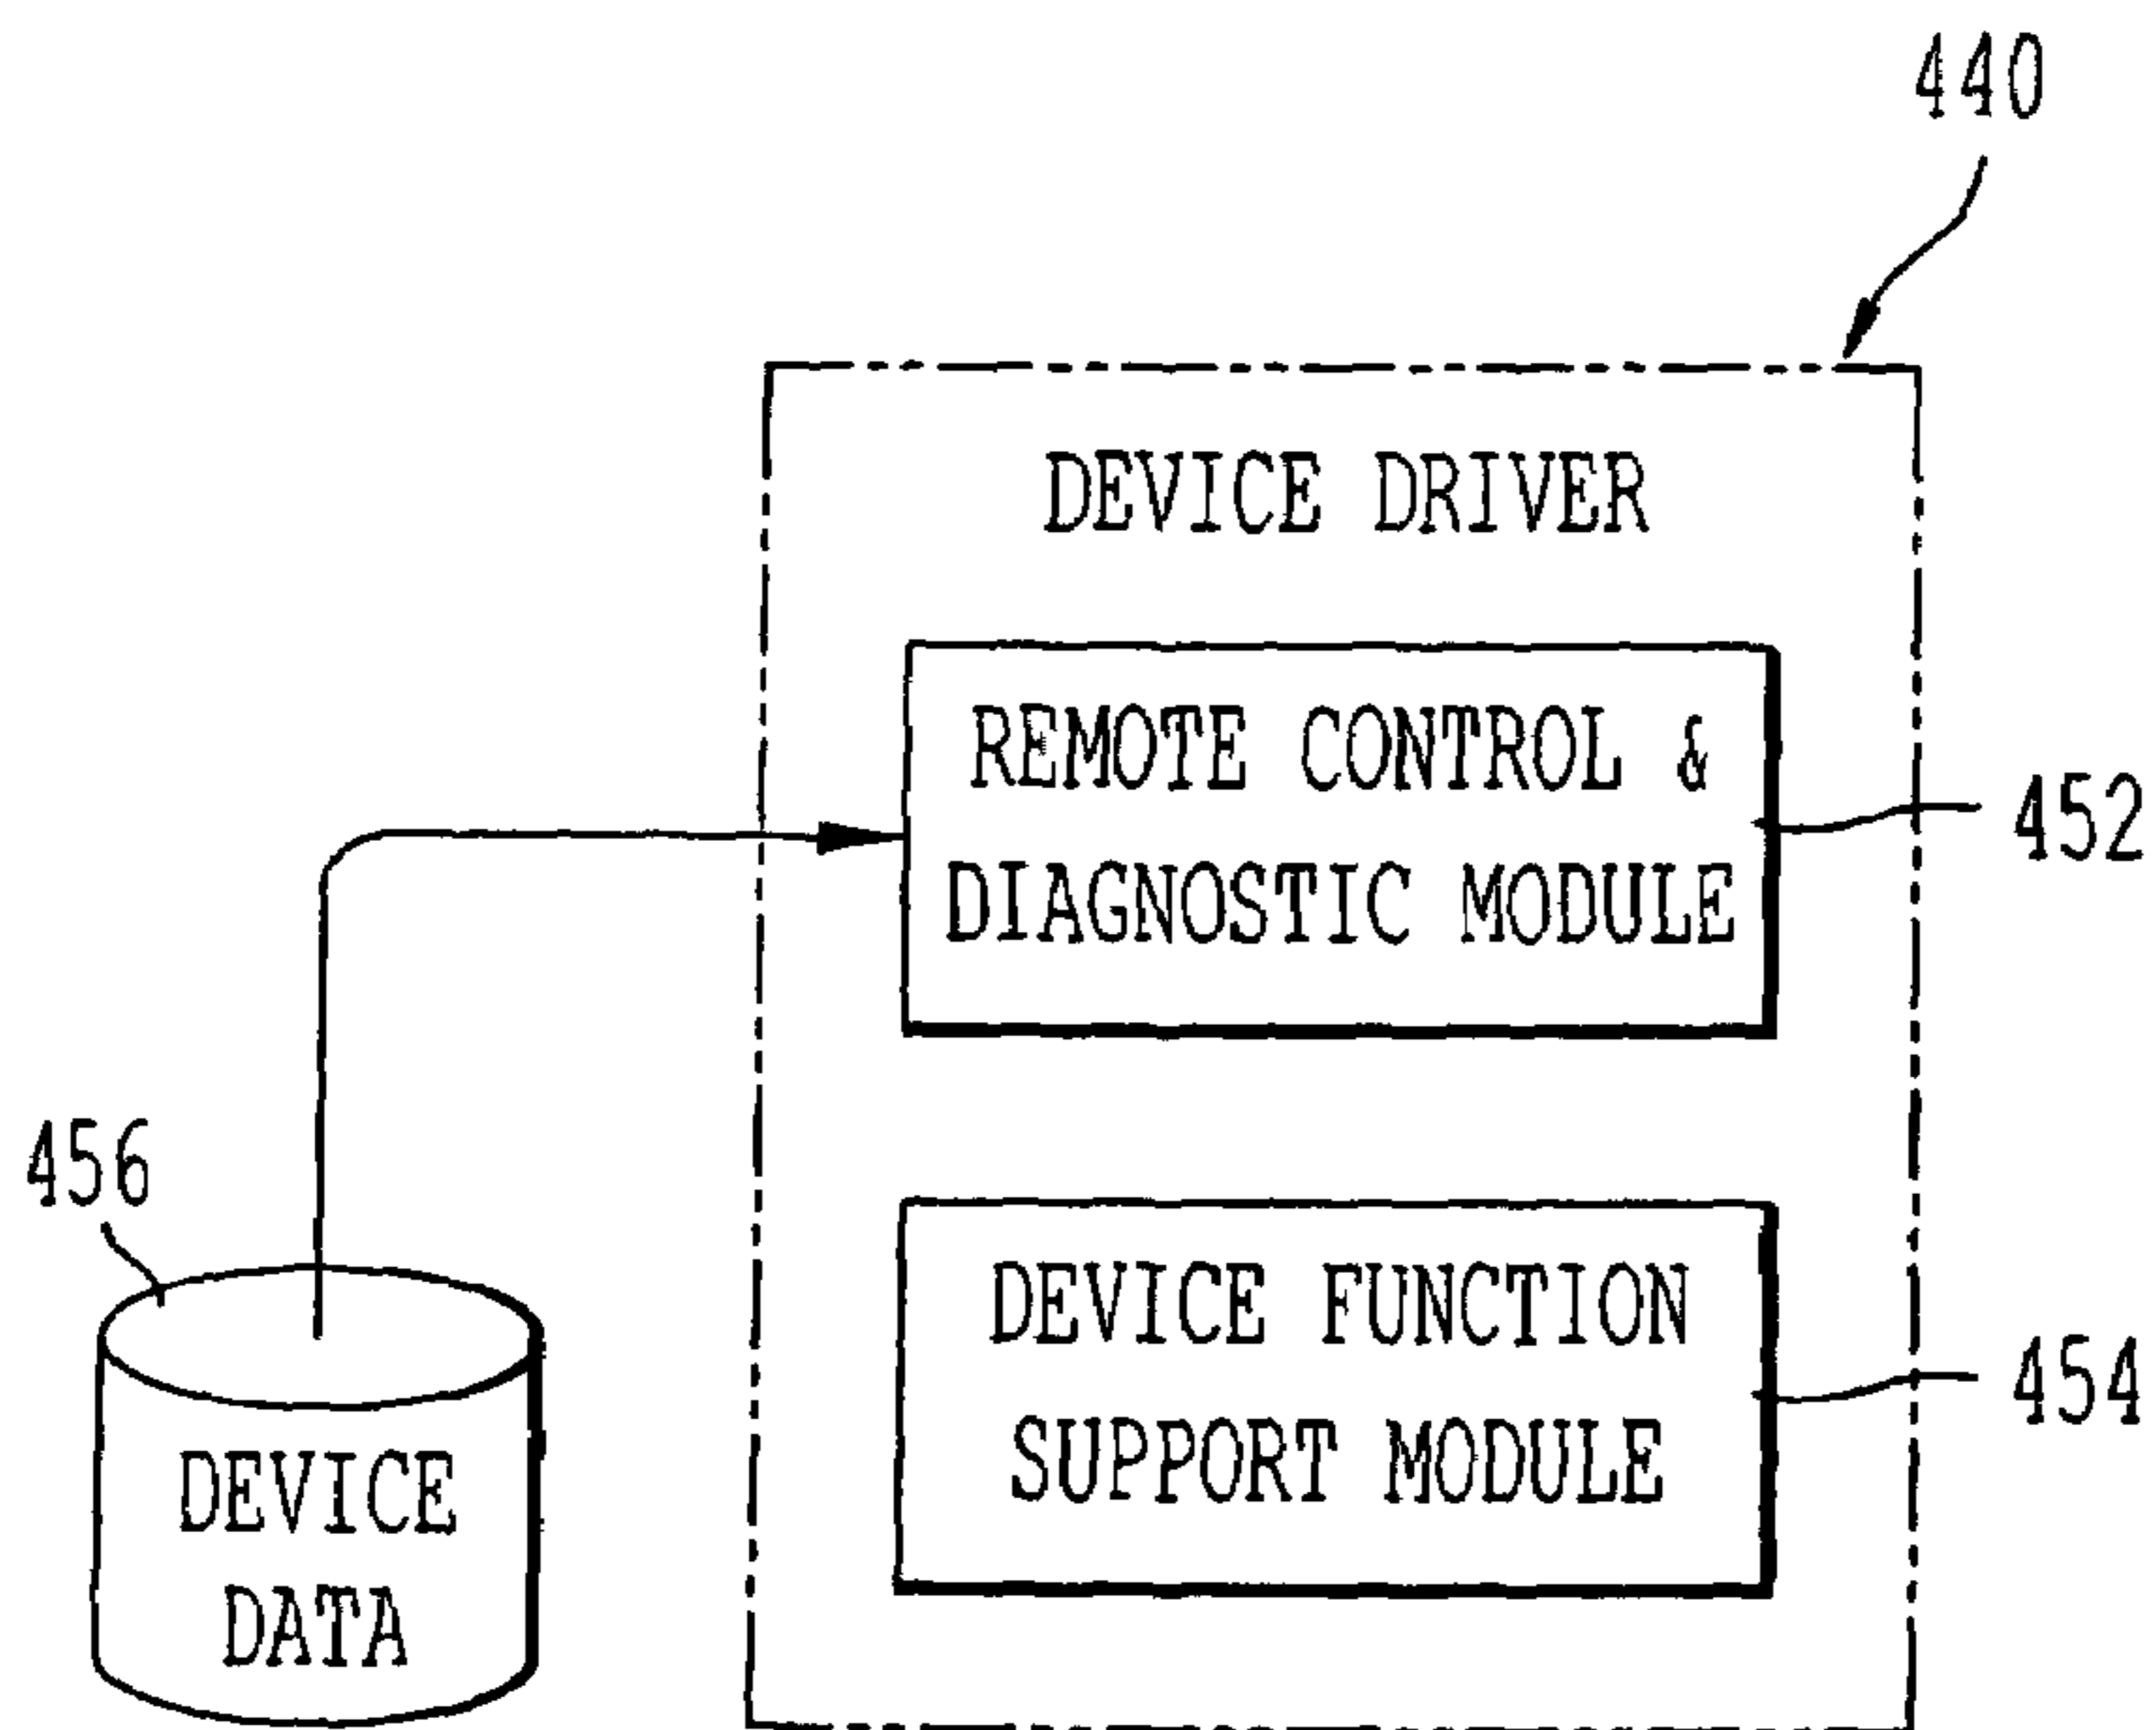 440
DEVICE DRIVER
REMOTE CONTROL &
DIAGNOSTIC MODULE
452
456
DEVICE FUNCTION
SUPPORT MODULE
454
DEVICE
DATA